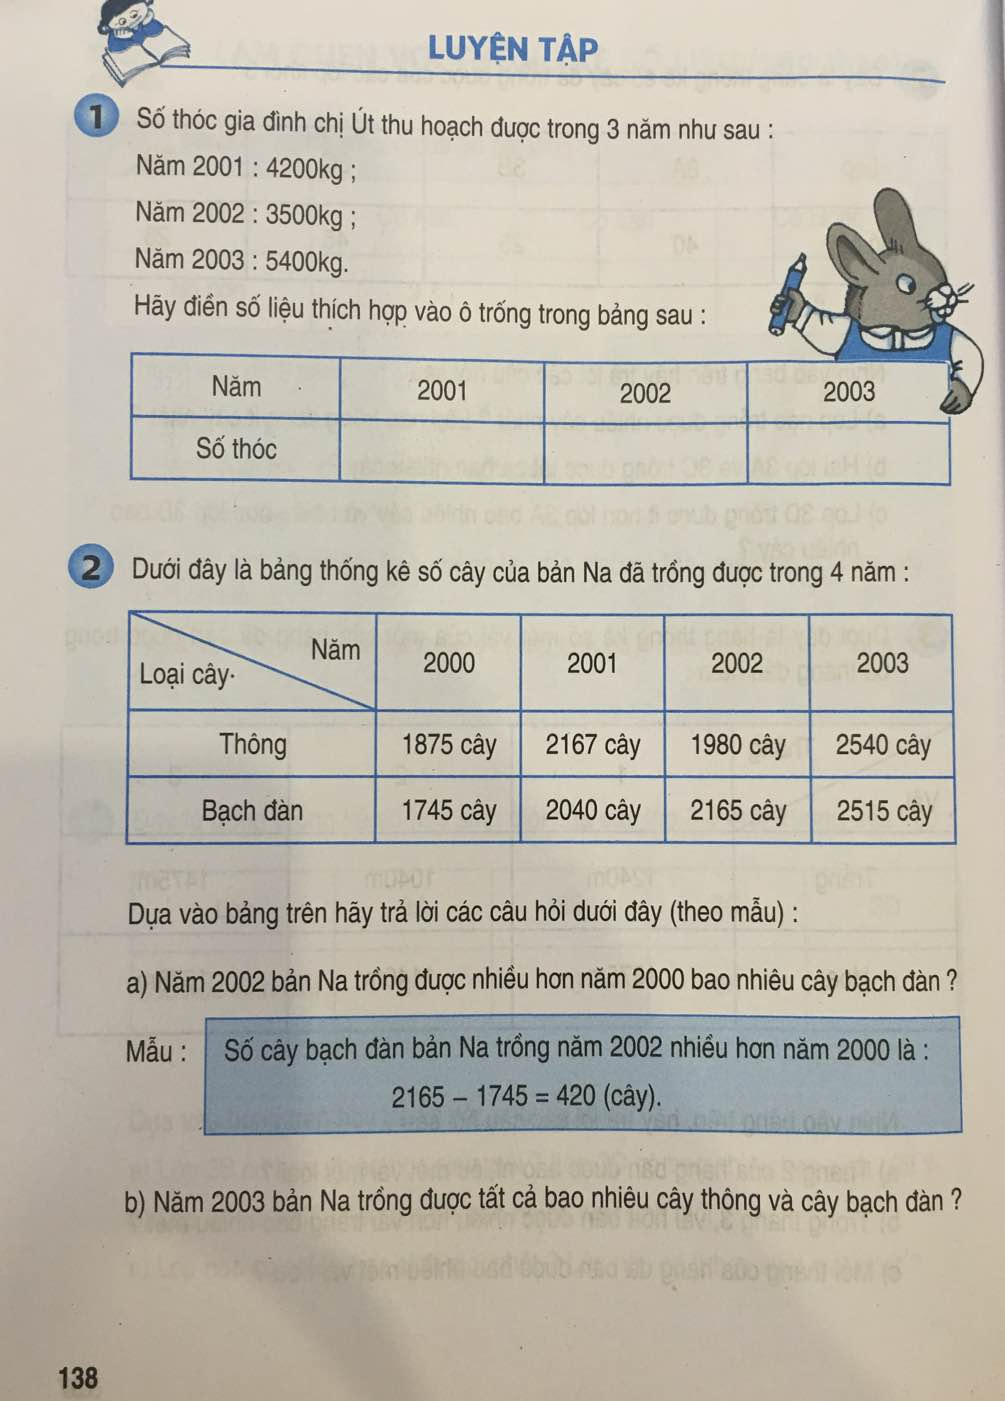 LUYỆN TẬP
1 Số thóc gia đình chị Út thu hoạch được trong 3 năm như sau :
Năm 2001 : 4200kg ;
Năm 2002 : 3500kg ;
Năm 2003 : 5400kg.
Hãy điền số liệu thích hợp vào ô trống trong bảng sau :
Năm 2001 2002 2003
Số thóc
2 Dưới đây là bảng thống kê số cây của bản Na đã trồng được trong 4 năm :
Năm
Loại cây 2000 2001 2002 2003
Thông 1875 cây 2167 cây 1980 cây 2540 cây
Bạch đàn 1745 cây 2040 cây 2165 cây 2515 cây
Dựa vào bảng trên hãy trả lời các câu hỏi dưới đây (theo mẫu) :
a) Năm 2002 bản Na trồng được nhiều hơn năm 2000 bao nhiêu cây bạch đàn ?
Mẫu : Số cây bạch đàn bản Na trồng năm 2002 nhiều hơn năm 2000 là :
2165 – 1745 = 420 (cây).
b) Năm 2003 bản Na trồng được tất cả bao nhiêu cây thông và cây bạch đàn ?
138